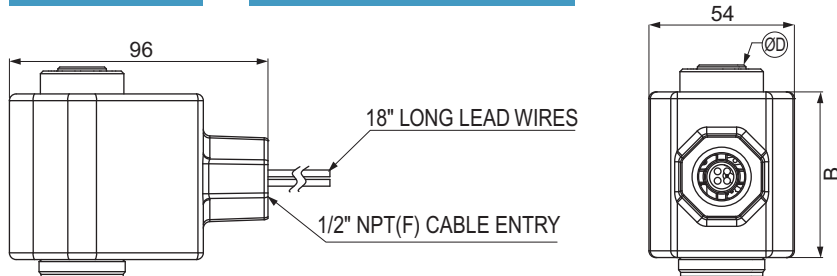 96
18" LONG LEAD WIRES
1/2" NPT(F) CABLE ENTRY
54
ØD
B